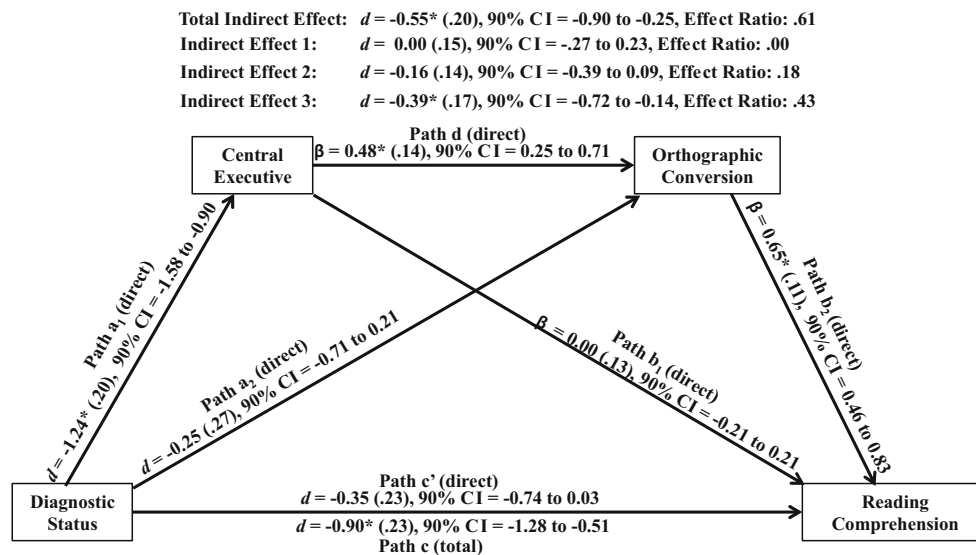 Total Indirect Effect: d = -0.55* (.20), 90% CI = -0.90 to -0.25, Effect Ratio: .61
Indirect Effect 1: d = 0.00 (.15), 90% CI = -.27 to 0.23, Effect Ratio: .00
Indirect Effect 2: d = -0.16 (.14), 90% CI = -0.39 to 0.09, Effect Ratio: .18
Indirect Effect 3: d = -0.39* (.17), 90% CI = -0.72 to -0.14, Effect Ratio: .43
Path d (direct)
β = 0.48* (.14), 90% CI = 0.25 to 0.71
Central
Executive
Orthographic
Conversion
Path a₁ (direct)
d = -1.24* (.20), 90% CI = -1.58 to -0.90
Path a₂ (direct)
d = -0.25 (.27), 90% CI = -0.71 to 0.21
Path b₁ (direct)
β = 0.00 (.13), 90% CI = -0.21 to 0.21
Path b₂ (direct)
β = 0.65* (.11), 90% CI = 0.46 to 0.83
Diagnostic
Status
Path c’ (direct)
d = -0.35 (.23), 90% CI = -0.74 to 0.03
d = -0.90* (.23), 90% CI = -1.28 to -0.51
Path c (total)
Reading
Comprehension